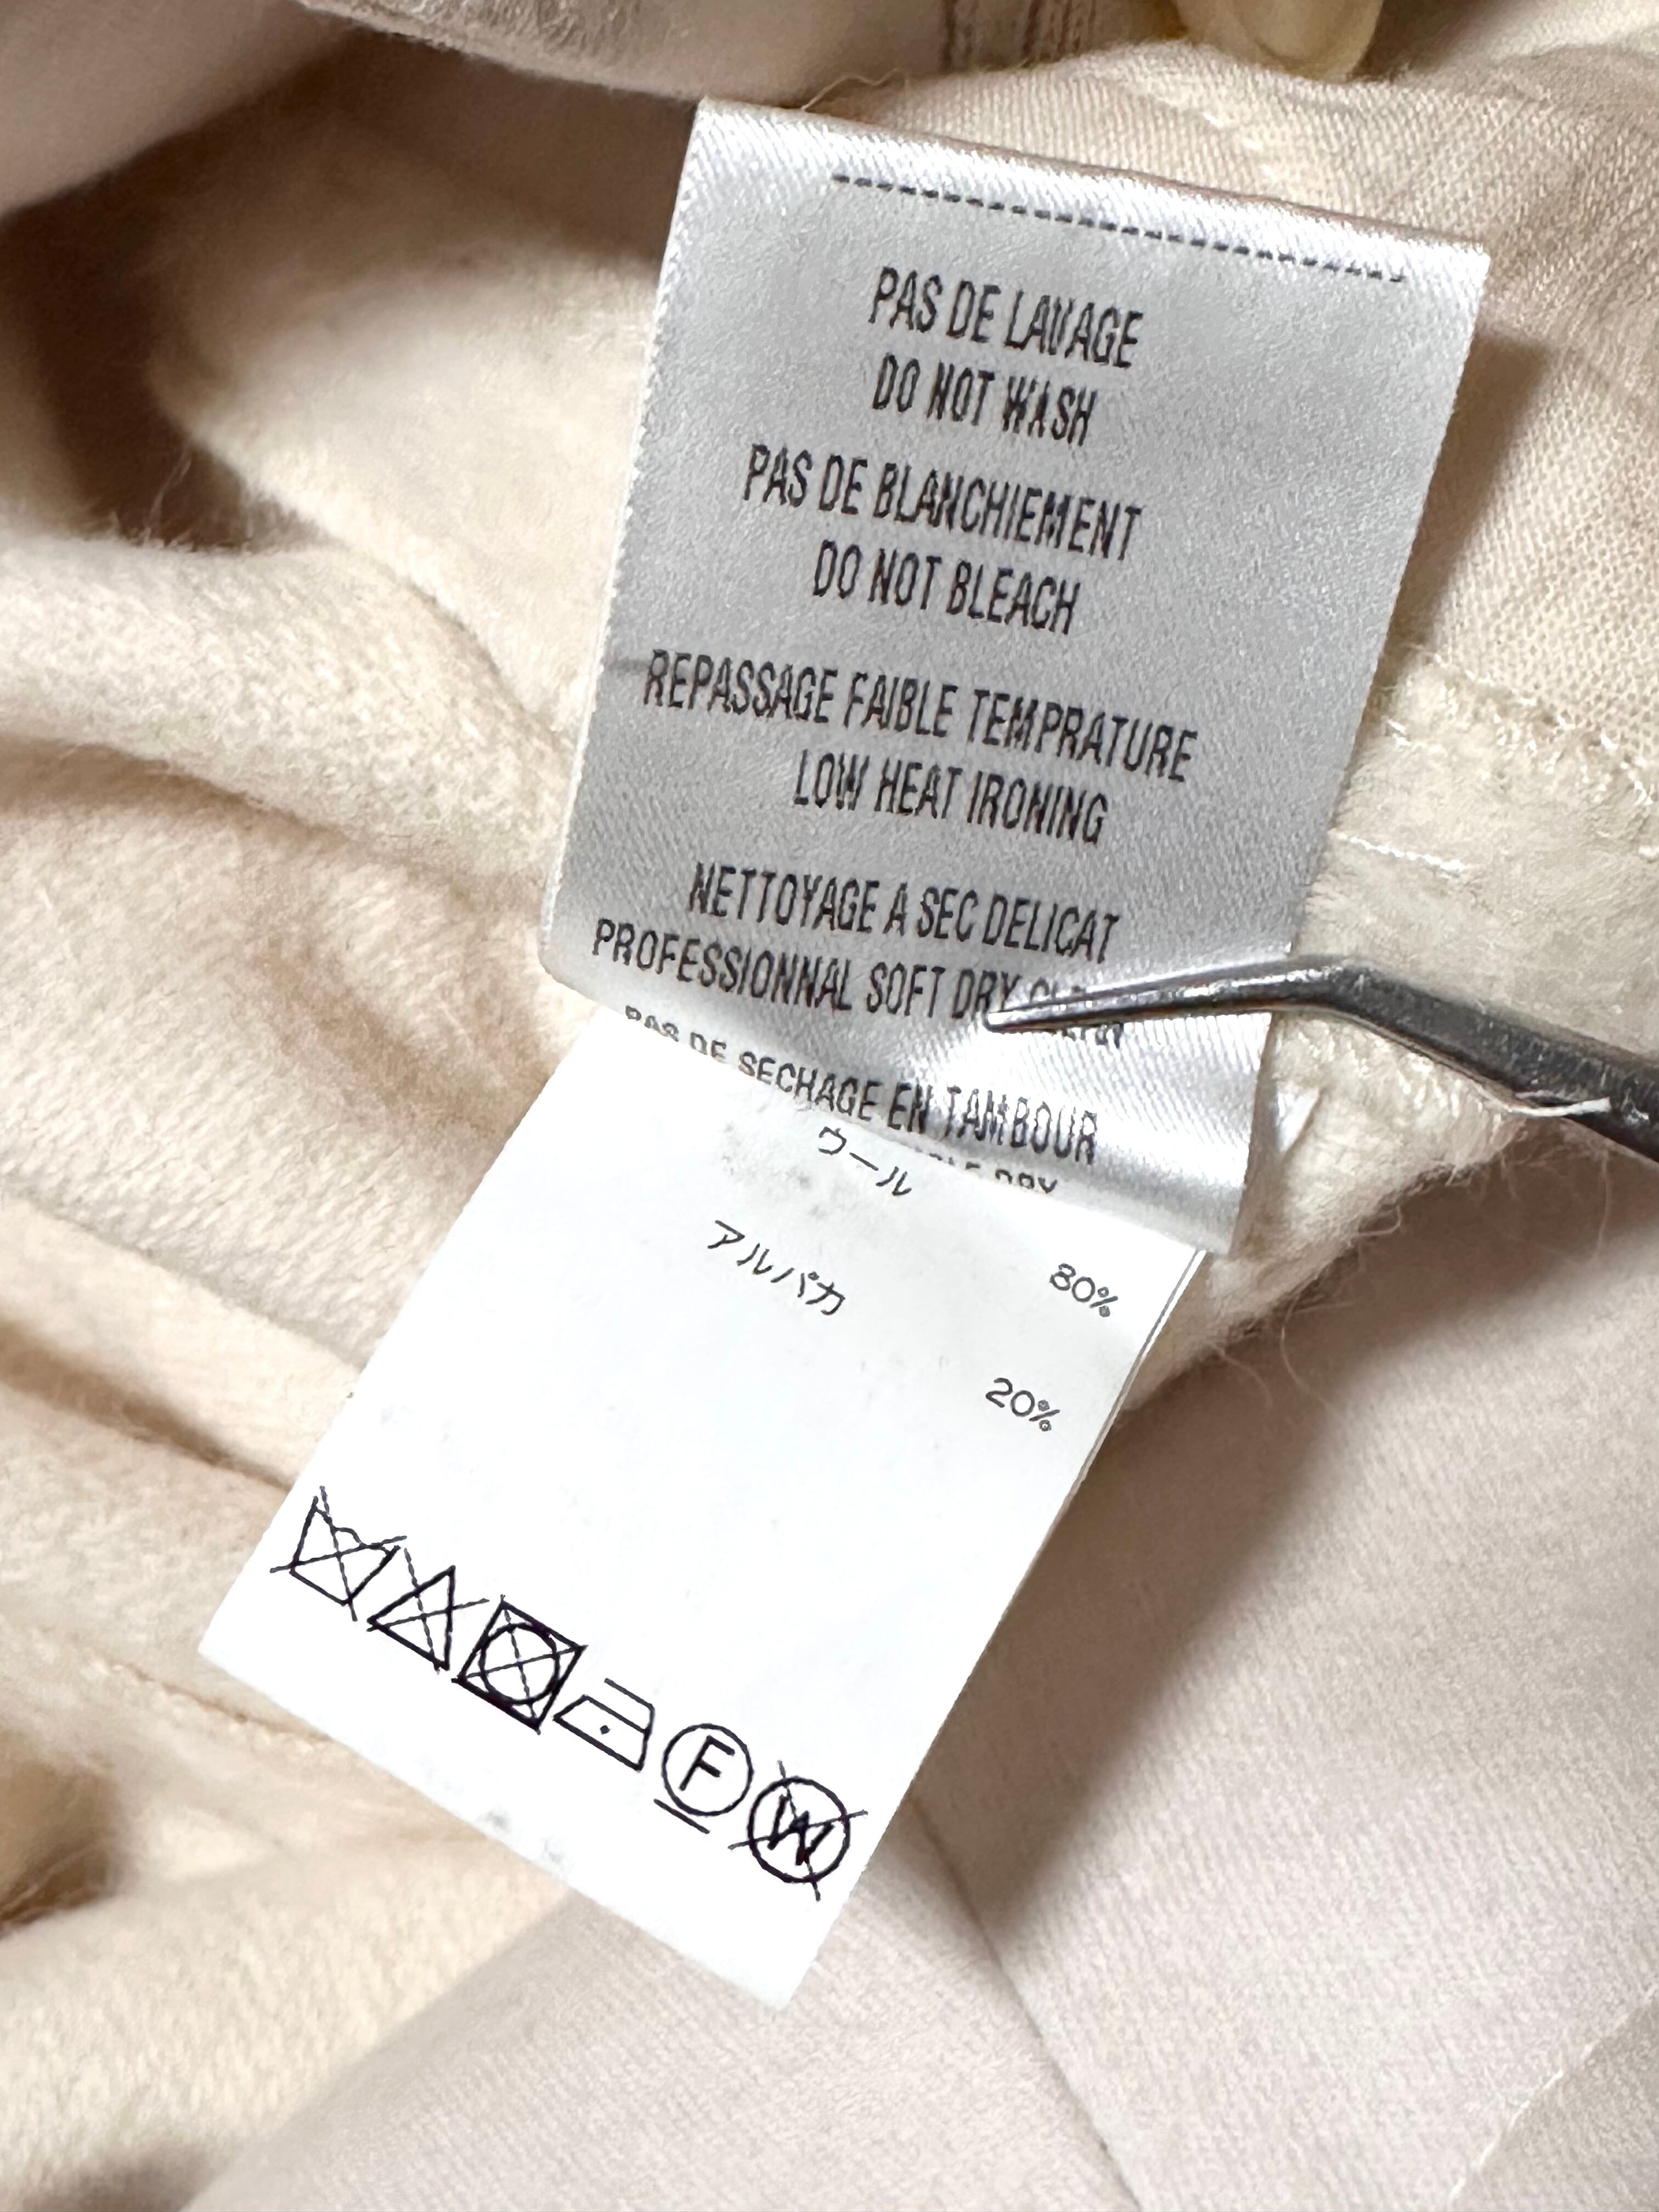 PAS DE LAVAGE
DO NOT WASH
PAS DE BLANCHIEMENT
DO NOT BLEACH
REPASSAGE FAIBLE TEMPRATURE
LOW HEAT IRONING
NETTOYAGE A SEC DELICAT
PROFESSIONNAL SOFT DRY
PAS DE SECHAGE EN TAMBOUR
DRY
ウール 80%
アルパカ 20%
F
W